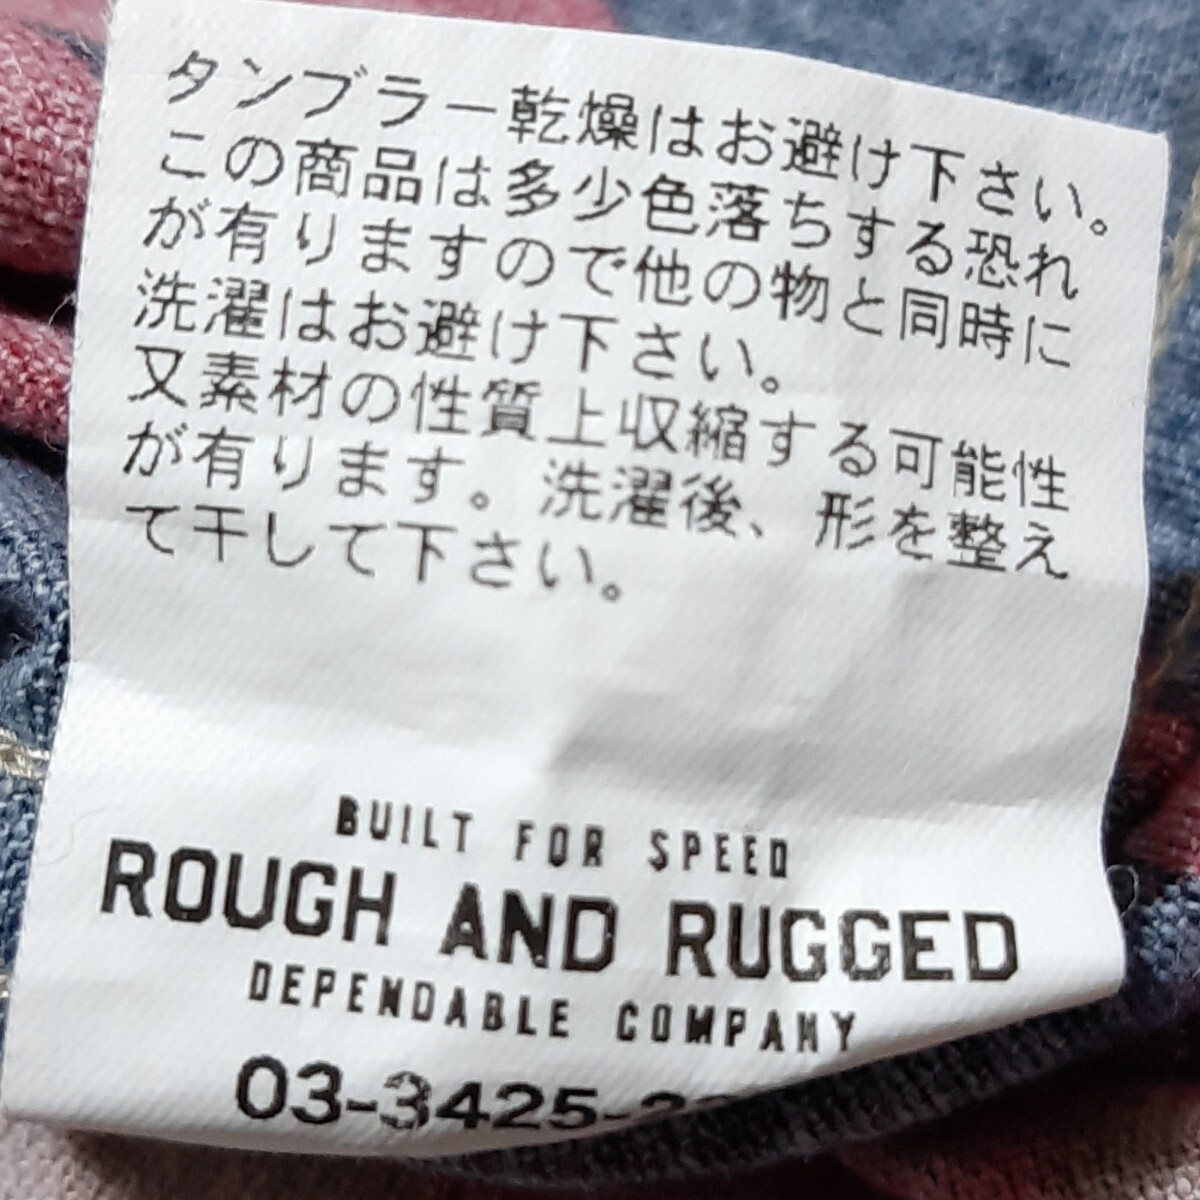 タンブラー乾燥はお避け下さい。
この商品は多少色落ちする恐れ
が有りますので他の物と同時に
洗濯はお避け下さい。
又素材の性質上収縮する可能性
が有ります。洗濯後、形を整え
て干して下さい。
BUILT FOR SPEED
ROUGH AND RUGGED
DEPENDABLE COMPANY
03-3425-